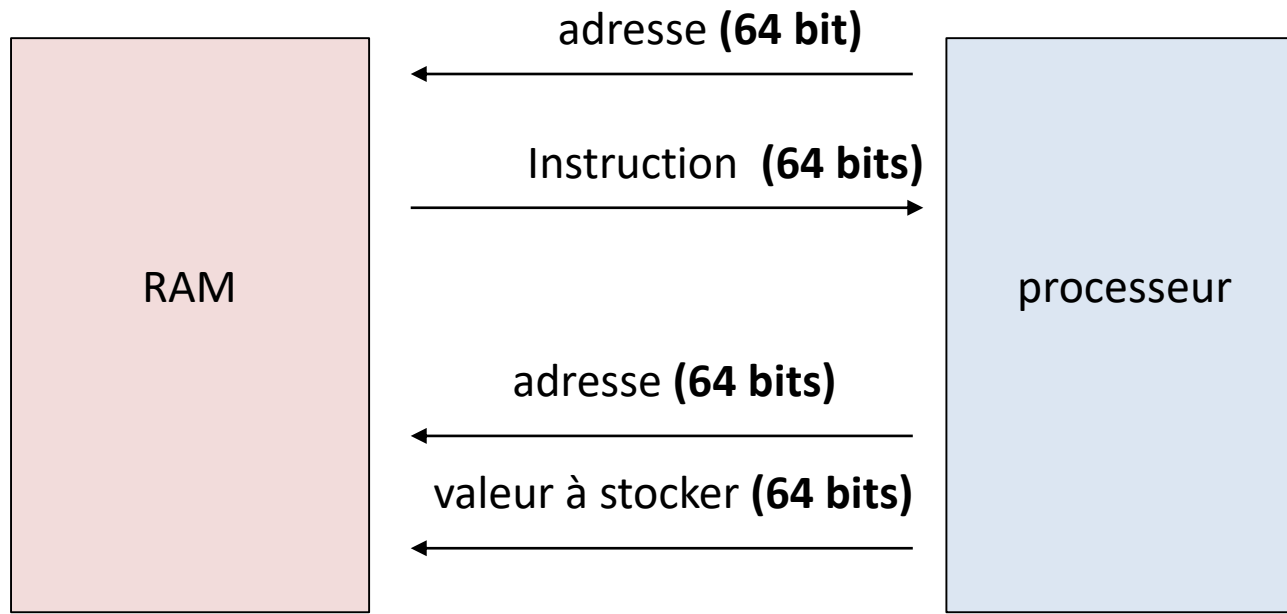 adresse (64 bit)
Instruction (64 bits)
RAM
processeur
adresse (64 bits)
valeur à stocker (64 bits)